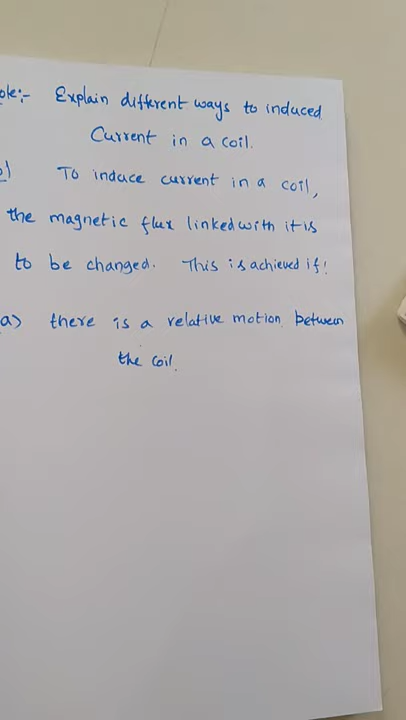 ole:- Explain different ways to induced
Current in a coil.
To induce current in a coil,
the magnetic flux linked with it is
to be changed. This is achieved if!
a) there is a relative motion between
the coil.